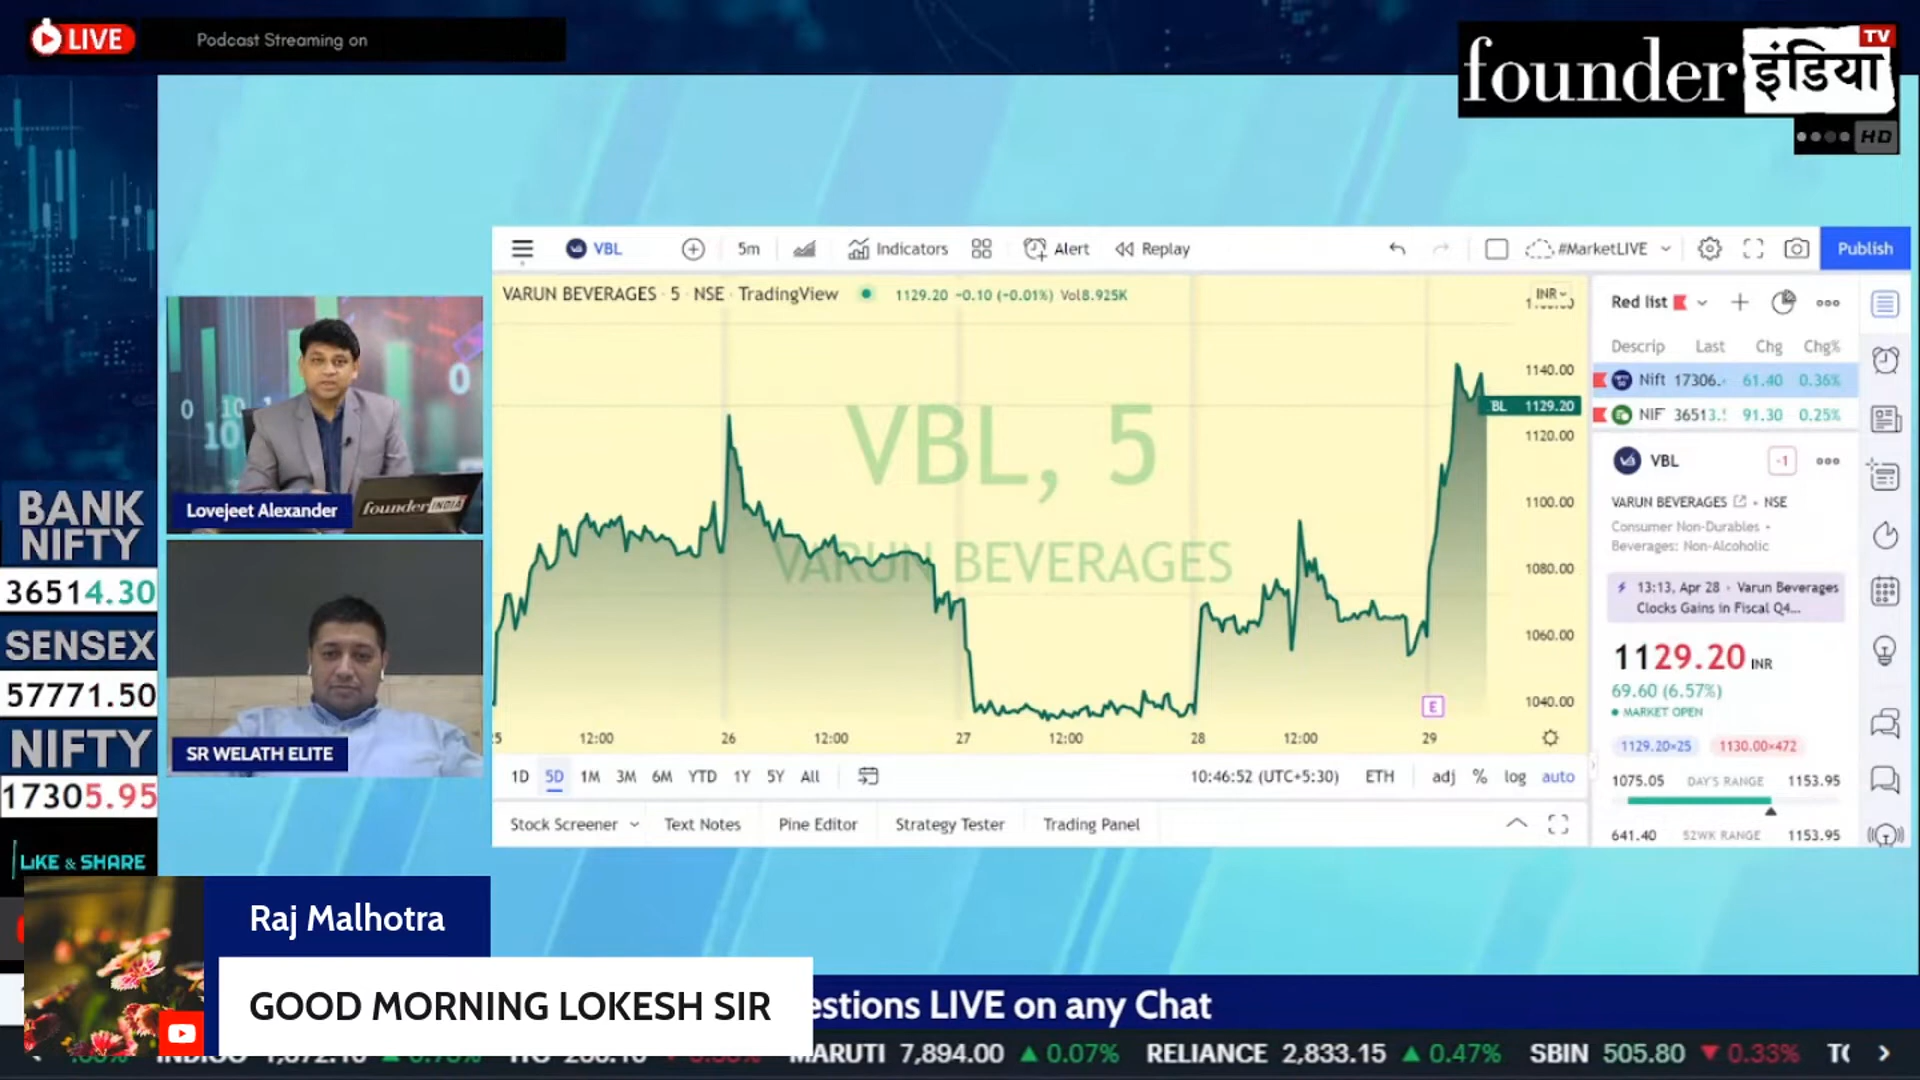 LIVE
Podcast Streaming on
founder इंडिया TV
HD
VBL
5m
Indicators
Alert
Replay
#MarketLIVE
Publish
VARUN BEVERAGES · 5 · NSE · TradingView
1129.20 −0.10 (−0.01%) Vol8.925K
INR
VBL, 5
VARUN BEVERAGES
1140.00
BL 1129.20
1120.00
1100.00
1080.00
1060.00
1040.00
E
12:00 26 12:00 27 12:00 28 12:00 29
1D 5D 1M 3M 6M YTD 1Y 5Y All
10:46:52 (UTC+5:30) ETH adj % log auto
Stock Screener Text Notes Pine Editor Strategy Tester Trading Panel
Red list
Descrip Last Chg Chg%
Nift 17306. 61.40 0.36%
NIF 36513. 91.30 0.25%
VBL -1
VARUN BEVERAGES · NSE
Consumer Non-Durables •
Beverages: Non-Alcoholic
13:13, Apr 28 · Varun Beverages
Clocks Gains in Fiscal Q4...
1129.20 INR
69.60 (6.57%)
MARKET OPEN
1129.20×25 1130.00×472
1075.05 DAY'S RANGE 1153.95
641.40 52WK RANGE 1153.95
Lovejeet Alexander
founder INDIA
SR WELATH ELITE
BANK
NIFTY
36514.30
SENSEX
57771.50
NIFTY
17305.95
LIKE & SHARE
Raj Malhotra
GOOD MORNING LOKESH SIR
estions LIVE on any Chat
MARUTI 7,894.00 ▲ 0.07% RELIANCE 2,833.15 ▲ 0.47% SBIN 505.80 ▼ 0.33%